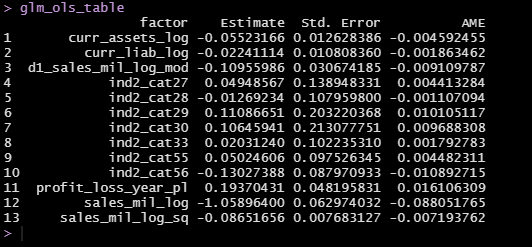 > glm_ols_table
factor Estimate Std. Error AME
1 curr_assets_log -0.05523166 0.012628386 -0.004592455
2 curr_liab_log -0.02241114 0.010808360 -0.001863462
3 d1_sales_mil_log_mod -0.10955986 0.030674185 -0.009109787
4 ind2_cat27 0.04948567 0.138948331 0.004413284
5 ind2_cat28 -0.01269234 0.107959800 -0.001107094
6 ind2_cat29 0.11086651 0.203220368 0.010105117
7 ind2_cat30 0.10645941 0.213077751 0.009688308
8 ind2_cat33 0.02031240 0.102235310 0.001792783
9 ind2_cat55 0.05024606 0.097526345 0.004482311
10 ind2_cat56 -0.13027388 0.087970933 -0.010892715
11 profit_loss_year_pl 0.19370431 0.048195831 0.016106309
12 sales_mil_log -1.05896400 0.062974032 -0.088051765
13 sales_mil_log_sq -0.08651656 0.007683127 -0.007193762
>